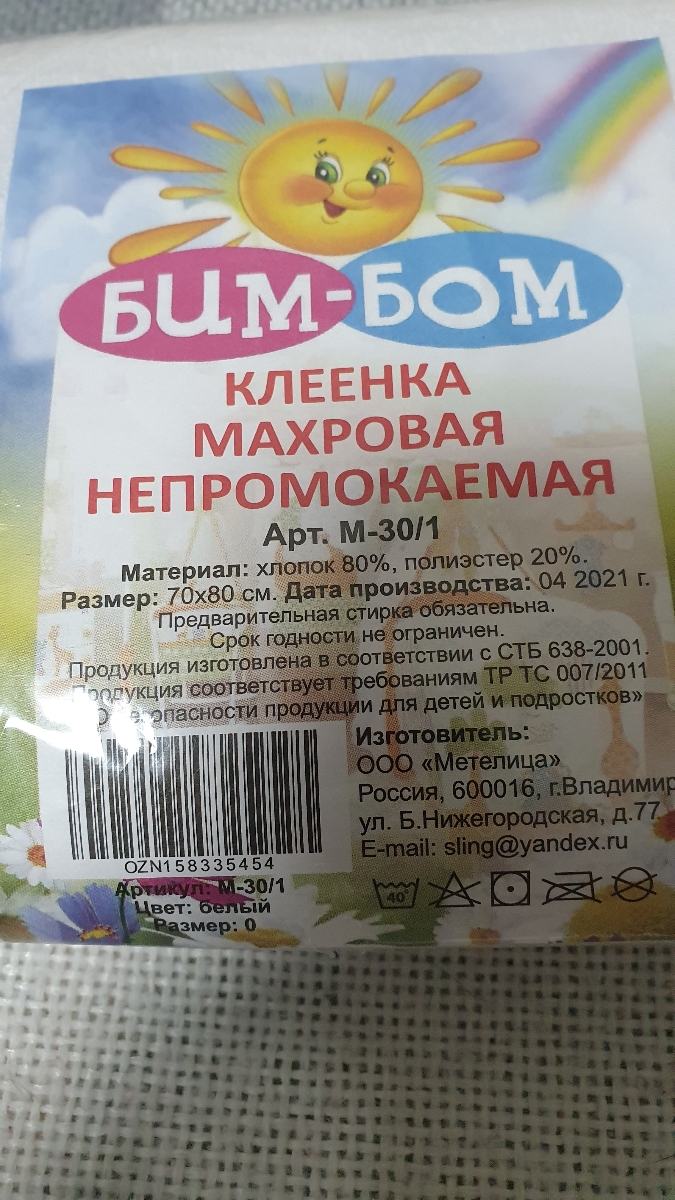 БИМ-БОМ
КЛЕЕНКА
МАХРОВАЯ
НЕПРОМОКАЕМАЯ
Арт. М-30/1
Материал: хлопок 80%, полиэстер 20%.
Размер: 70х80 см. Дата производства: 04 2021 г.
Предварительная стирка обязательна.
Срок годности не ограничен.
Продукция изготовлена в соответствии с СТБ 638-2001.
Продукция соответствует требованиям ТР ТС 007/2011
безопасности продукции для детей и подростков»
Изготовитель:
ООО «Метелица»
Россия, 600016, г.Владимир
ул. Б.Нижегородская, д.77
E-mail: sling@yandex.ru
40
OZN158335454
Артикул: М-30/1
Цвет: белый
Размер: 0